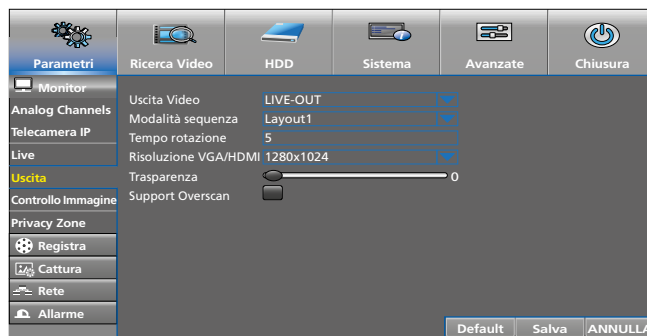 Parametri Ricerca Video HDD Sistema Avanzate Chiusura
Monitor
Analog Channels
Telecamera IP
Live
Uscita
Controllo Immagine
Privacy Zone
Registra
Cattura
Rete
Allarme
Uscita Video LIVE-OUT
Modalità sequenza Layout1
Tempo rotazione 5
Risoluzione VGA/HDMI 1280x1024
Trasparenza 0
Support Overscan
Default Salva ANNULLA